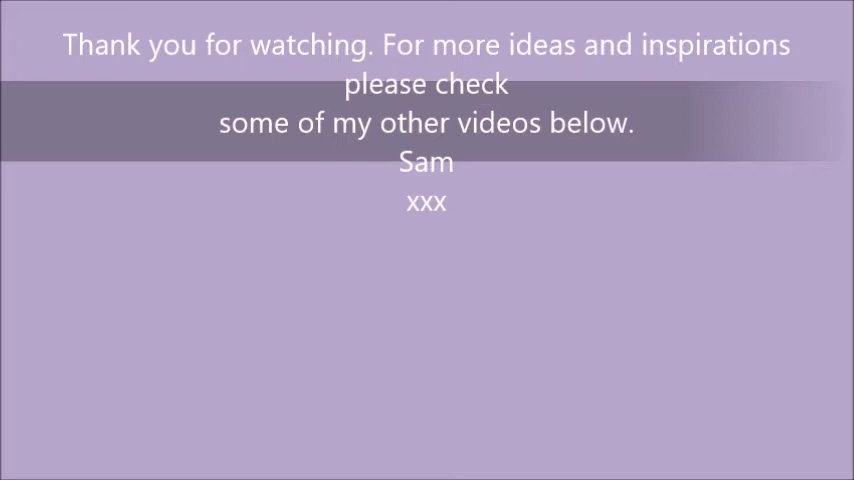 Thank you for watching. For more ideas and inspirations
please check
some of my other videos below.
Sam
xxx